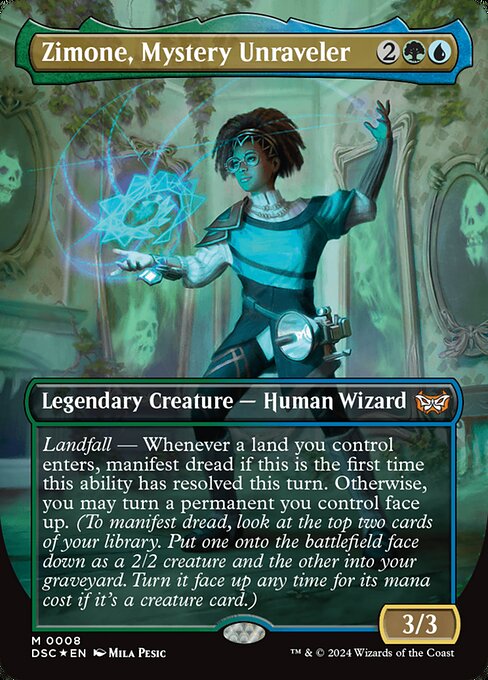 Zimone, Mystery Unraveler 2
Legendary Creature — Human Wizard
Landfall — Whenever a land you control
enters, manifest dread if this is the first time
this ability has resolved this turn. Otherwise,
you may turn a permanent you control face
up. (To manifest dread, look at the top two cards
of your library. Put one onto the battlefield face
down as a 2/2 creature and the other into your
graveyard. Turn it face up any time for its mana
cost if it's a creature card.)
3/3
M 0008
DSC★EN Mila Pesic
™ & © 2024 Wizards of the Coast